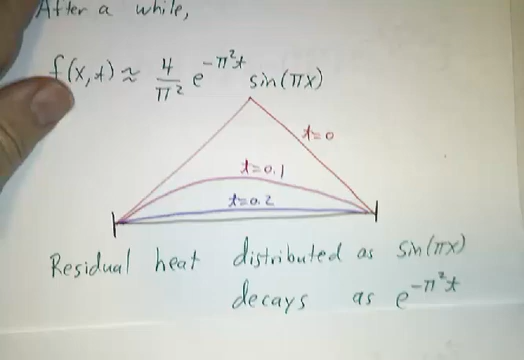 After a while,
f(x,t) ≈ 4/π² e^{-π²t} sin(πx)
t=0
t=0.1
t=0.2
Residual heat distributed as sin(πx)
decays as e^{-π²t}